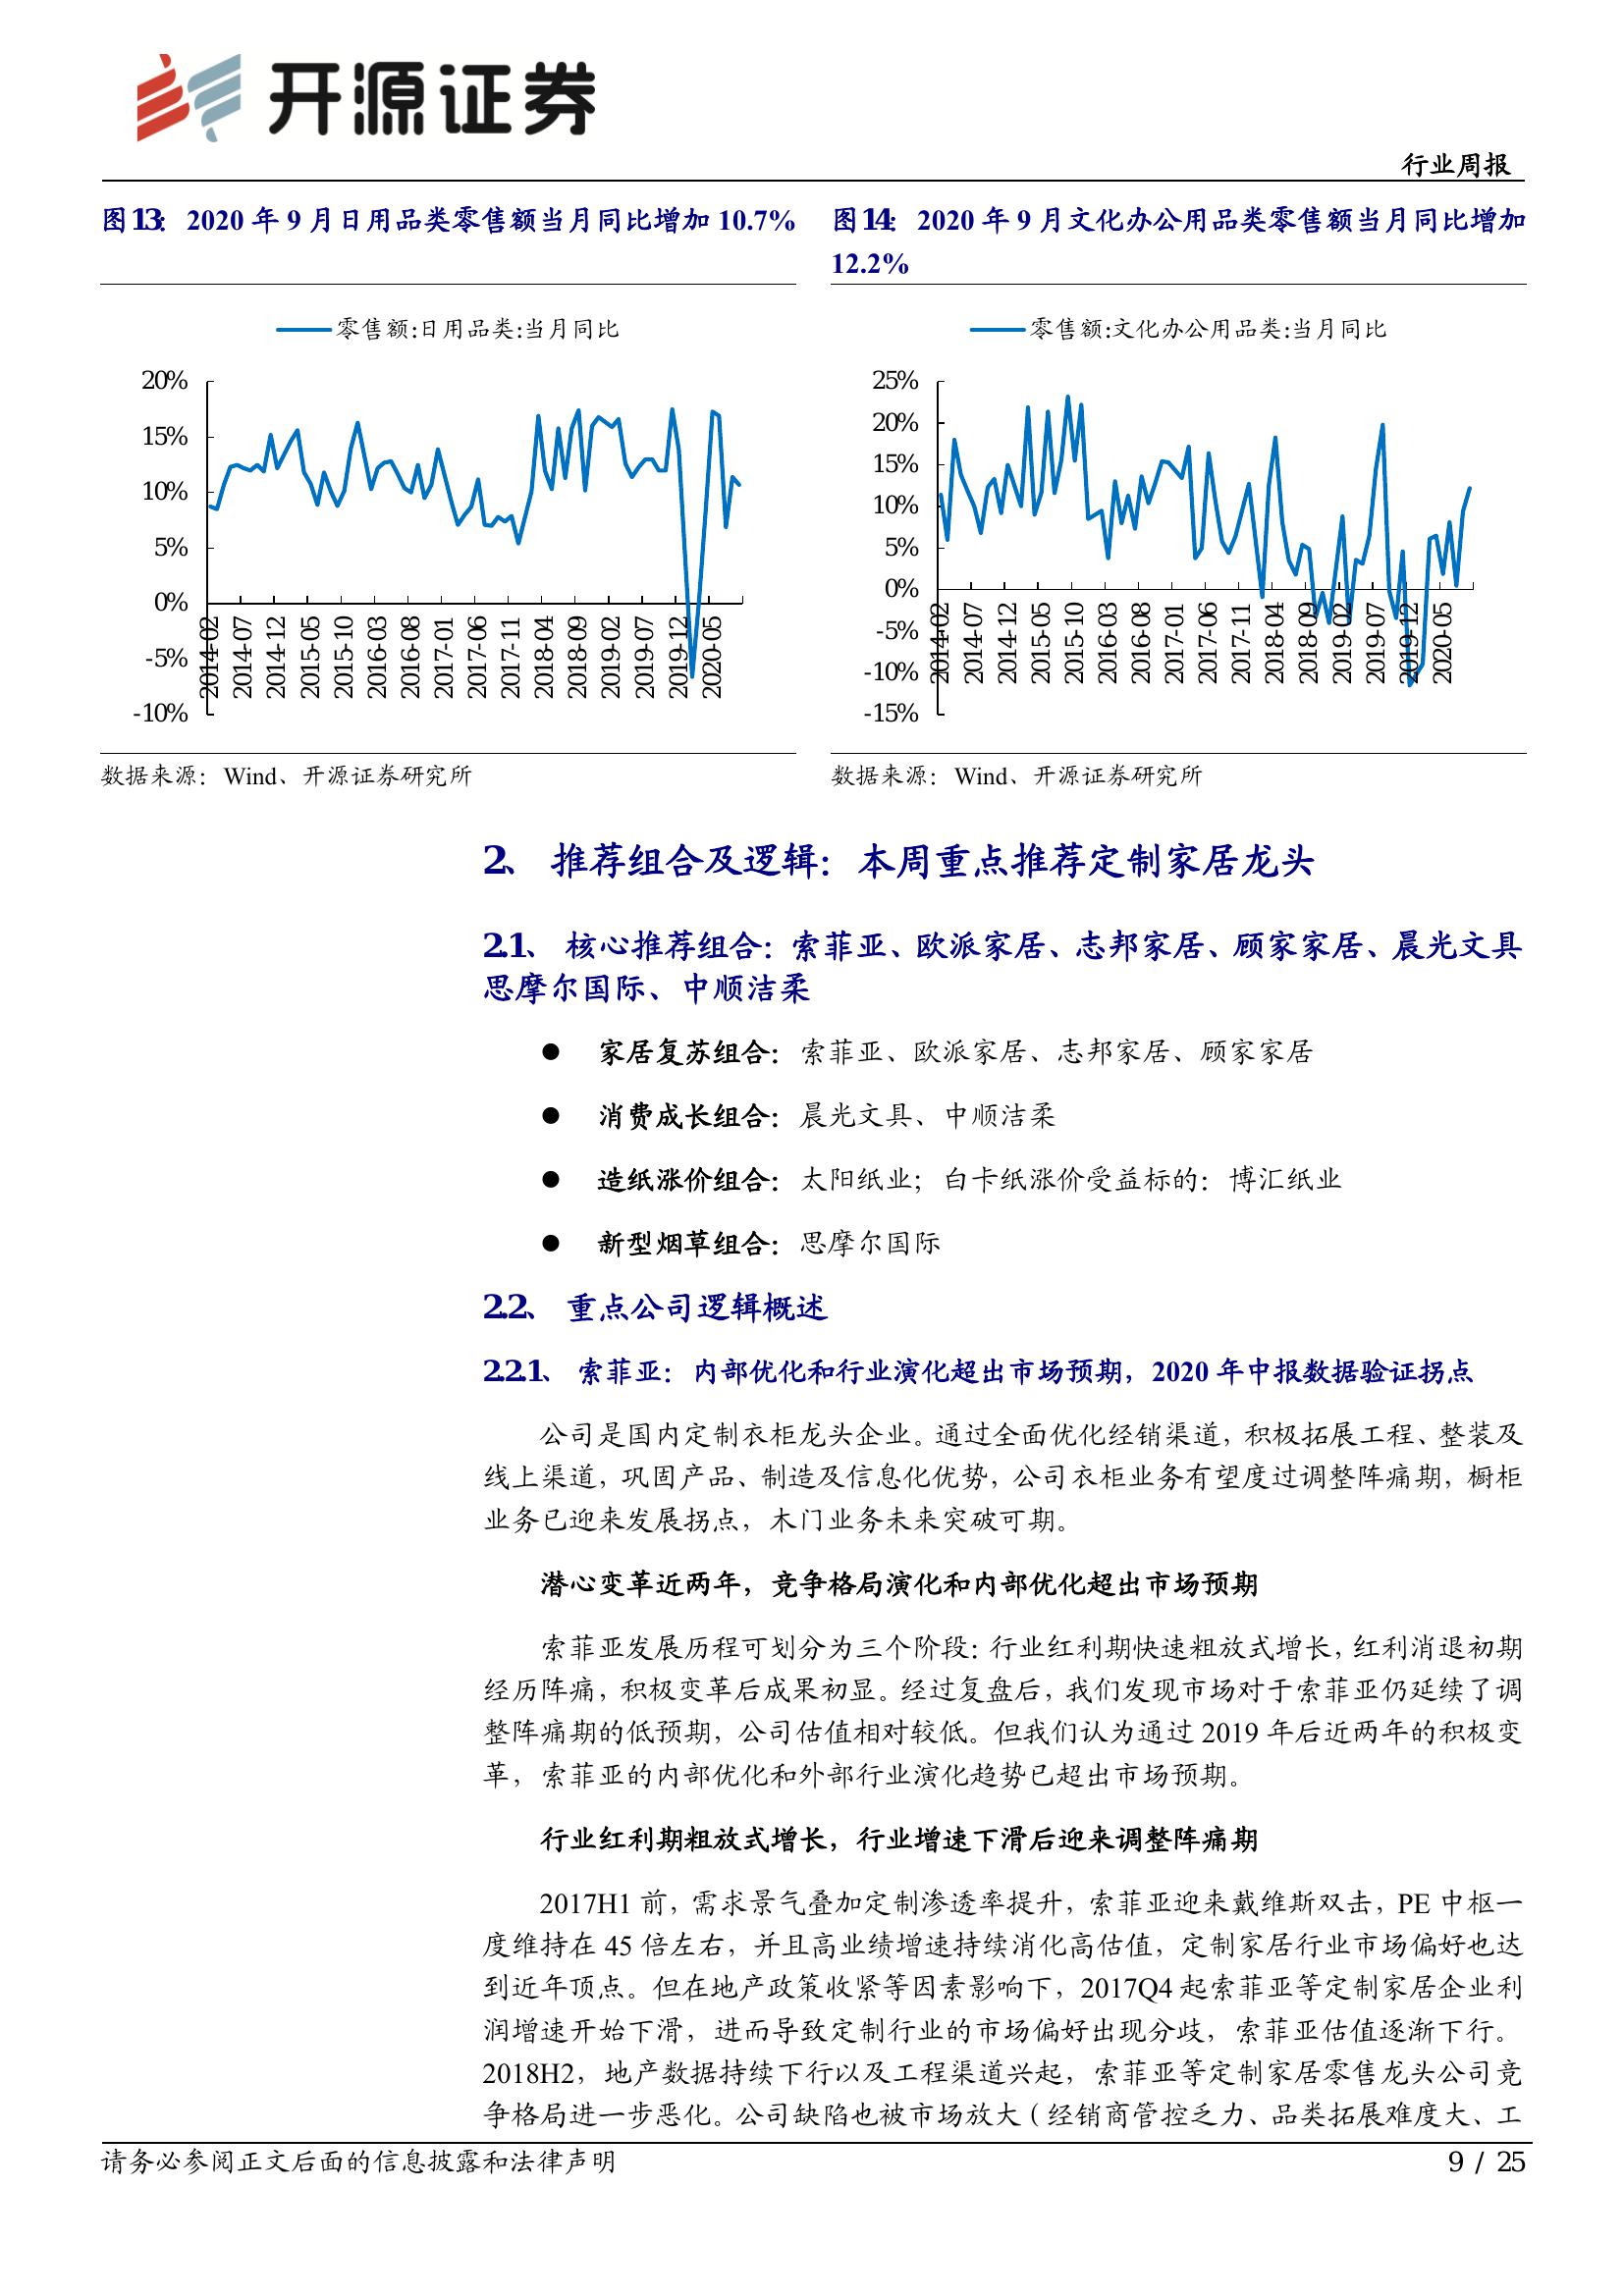 开源证券
行业周报
图13： 2020 年 9 月日用品类零售额当月同比增加 10.7%
图14： 2020 年 9 月文化办公用品类零售额当月同比增加
12.2%
零售额:日用品类:当月同比
20%
15%
10%
5%
0%
-5%
-10%
2014-02
2014-07
2014-12
2015-05
2015-10
2016-03
2016-08
2017-01
2017-06
2017-11
2018-04
2018-09
2019-02
2019-07
2019-12
2020-05
零售额:文化办公用品类:当月同比
25%
20%
15%
10%
5%
0%
-5%
-10%
-15%
2014-02
2014-07
2014-12
2015-05
2015-10
2016-03
2016-08
2017-01
2017-06
2017-11
2018-04
2018-09
2019-02
2019-07
2019-12
2020-05
数据来源：Wind、开源证券研究所
数据来源：Wind、开源证券研究所
2、 推荐组合及逻辑：本周重点推荐定制家居龙头
2.1、 核心推荐组合：索菲亚、欧派家居、志邦家居、顾家家居、晨光文具
思摩尔国际、中顺洁柔
● 家居复苏组合：索菲亚、欧派家居、志邦家居、顾家家居
● 消费成长组合：晨光文具、中顺洁柔
● 造纸涨价组合：太阳纸业；白卡纸涨价受益标的：博汇纸业
● 新型烟草组合：思摩尔国际
2.2、 重点公司逻辑概述
2.2.1、 索菲亚：内部优化和行业演化超出市场预期，2020 年中报数据验证拐点
公司是国内定制衣柜龙头企业。通过全面优化经销渠道，积极拓展工程、整装及
线上渠道，巩固产品、制造及信息化优势，公司衣柜业务有望度过调整阵痛期，橱柜
业务已迎来发展拐点，木门业务未来突破可期。
潜心变革近两年，竞争格局演化和内部优化超出市场预期
索菲亚发展历程可划分为三个阶段：行业红利期快速粗放式增长，红利消退初期
经历阵痛，积极变革后成果初显。经过复盘后，我们发现市场对于索菲亚仍延续了调
整阵痛期的低预期，公司估值相对较低。但我们认为通过 2019 年后近两年的积极变
革，索菲亚的内部优化和外部行业演化趋势已超出市场预期。
行业红利期粗放式增长，行业增速下滑后迎来调整阵痛期
2017H1 前，需求景气叠加定制渗透率提升，索菲亚迎来戴维斯双击，PE 中枢一
度维持在 45 倍左右，并且高业绩增速持续消化高估值，定制家居行业市场偏好也达
到近年顶点。但在地产政策收紧等因素影响下，2017Q4 起索菲亚等定制家居企业利
润增速开始下滑，进而导致定制行业的市场偏好出现分歧，索菲亚估值逐渐下行。
2018H2，地产数据持续下行以及工程渠道兴起，索菲亚等定制家居零售龙头公司竞
争格局进一步恶化。公司缺陷也被市场放大（经销商管控乏力、品类拓展难度大、工
请务必参阅正文后面的信息披露和法律声明
9 / 25